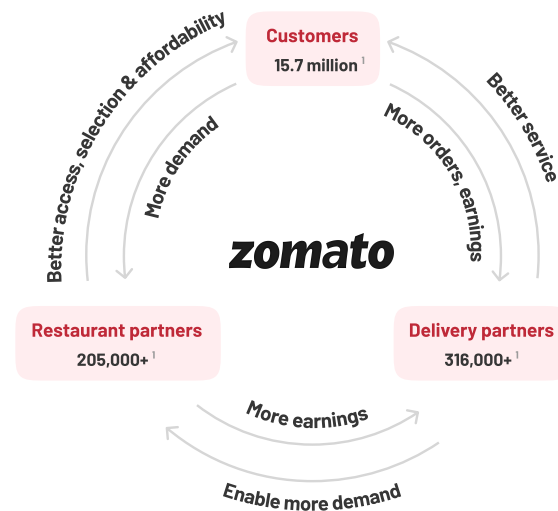 Better access, selection & affordability
Customers
15.7 million 1
Better service
More demand
More orders, earnings
zomato
Restaurant partners
205,000+ 1
Delivery partners
316,000+ 1
More earnings
Enable more demand